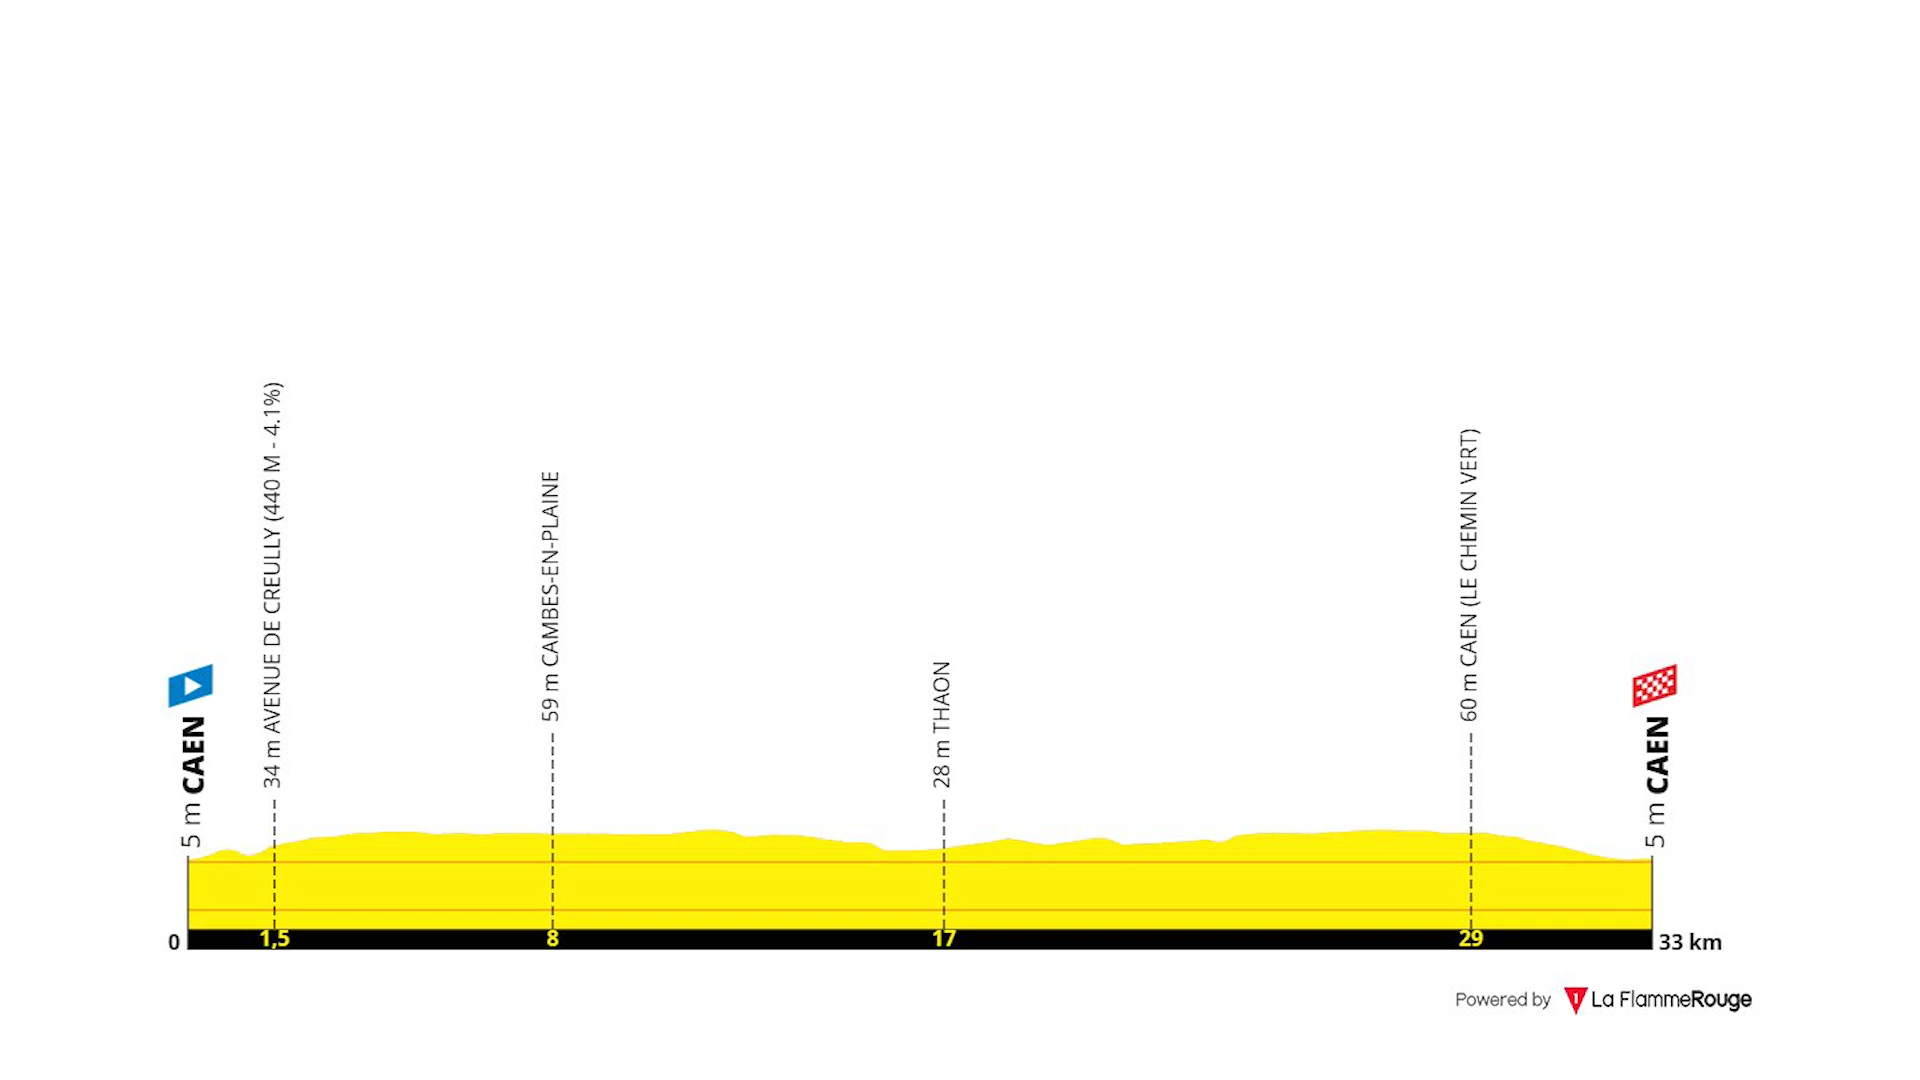 5 m CAEN
34 m AVENUE DE CREULLY (440 M - 4.1%)
59 m CAMBES-EN-PLAINE
28 m THAON
60 m CAEN (LE CHEMIN VERT)
5 m CAEN
0
1,5
8
17
29
33 km
Powered by 1 La FlammeRouge